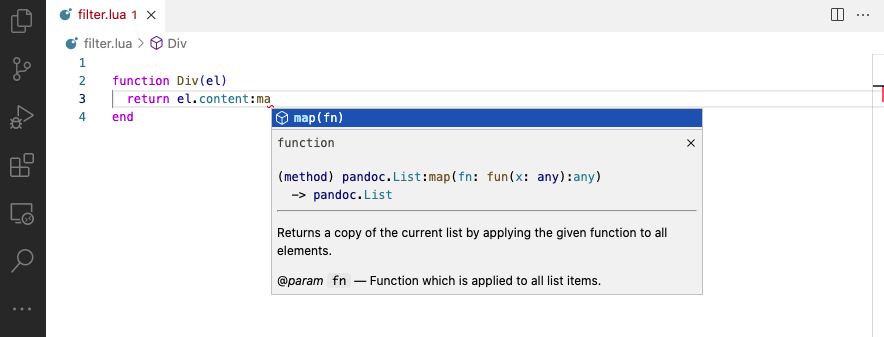 filter.lua 1
filter.lua > Div
1
2 function Div(el)
3 return el.content:ma
4 end
map(fn)
function
(method) pandoc.List:map(fn: fun(x: any):any)
-> pandoc.List
Returns a copy of the current list by applying the given function to all
elements.
@param fn — Function which is applied to all list items.